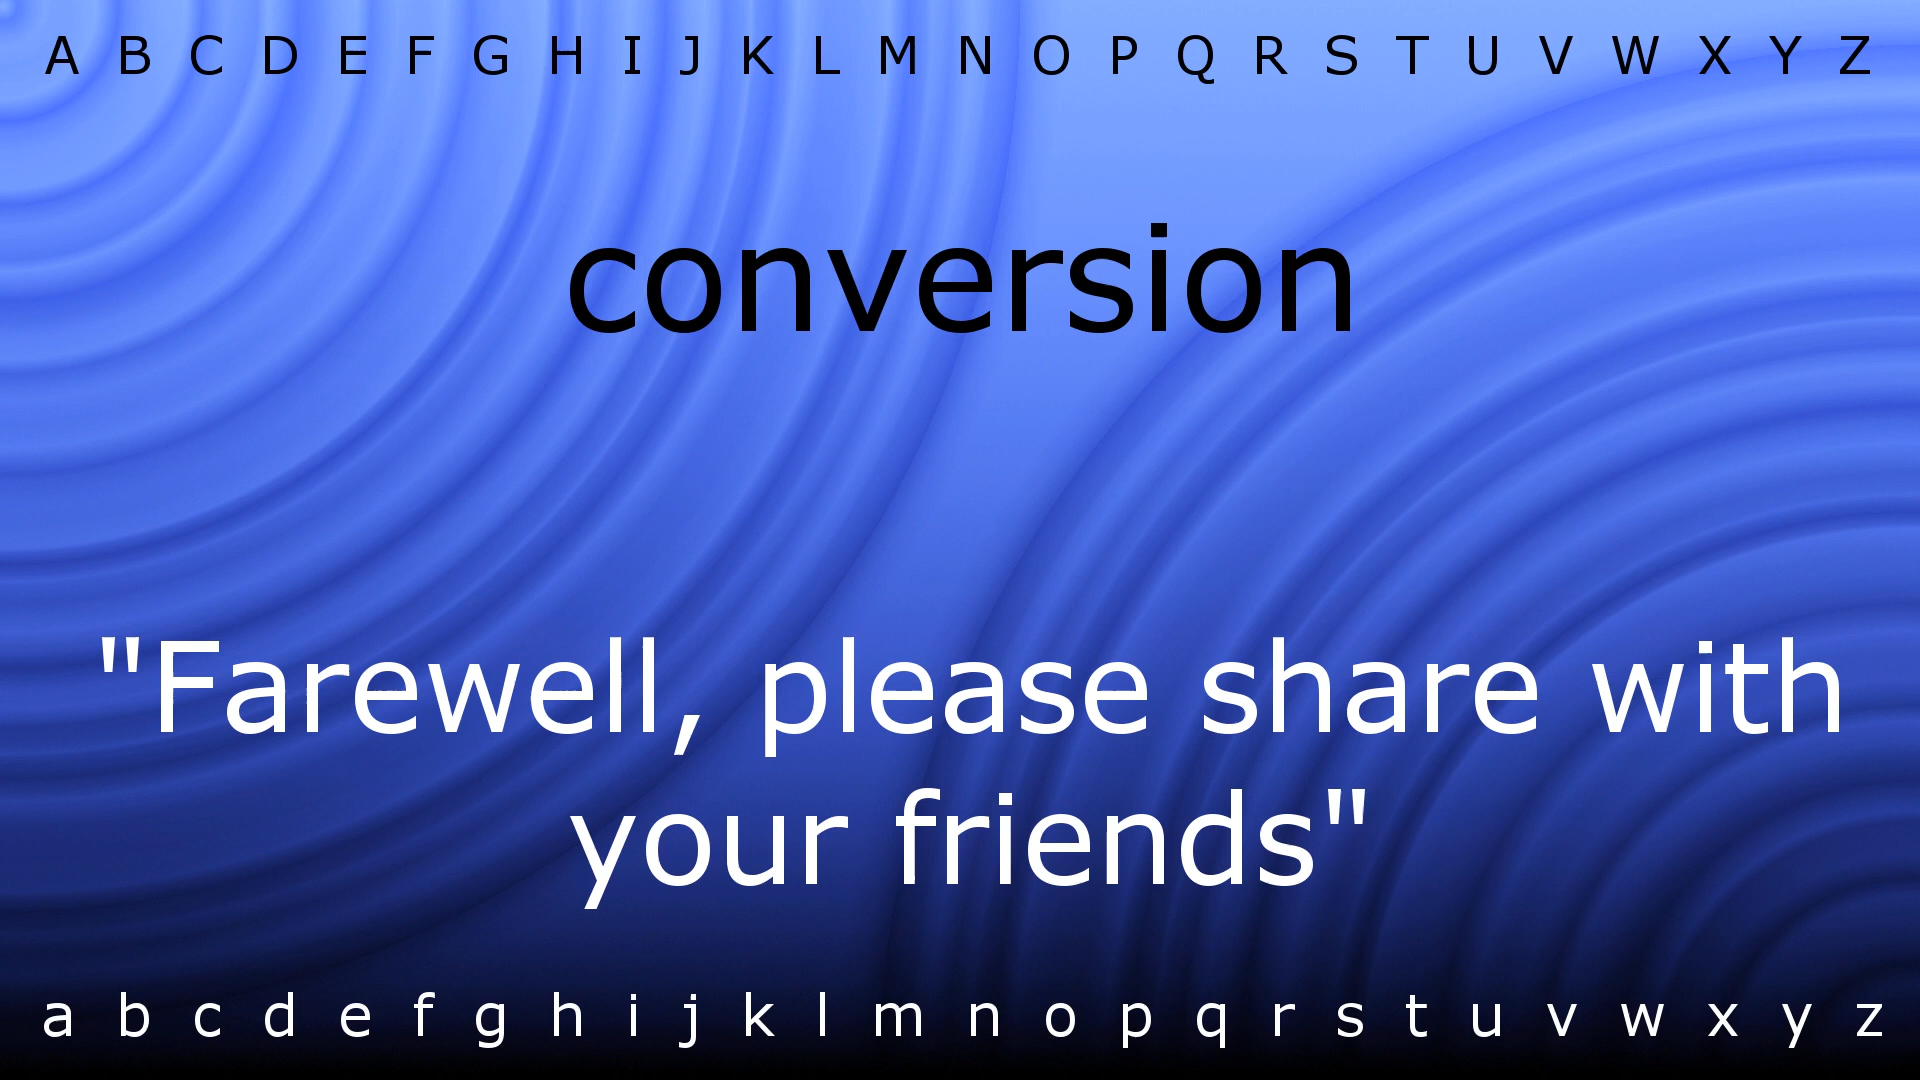 A B C D E F G H I J K L M N O P Q R S T U V W X Y Z
conversion
"Farewell, please share with
your friends"
a b c d e f g h i j k l m n o p q r s t u v w x y z